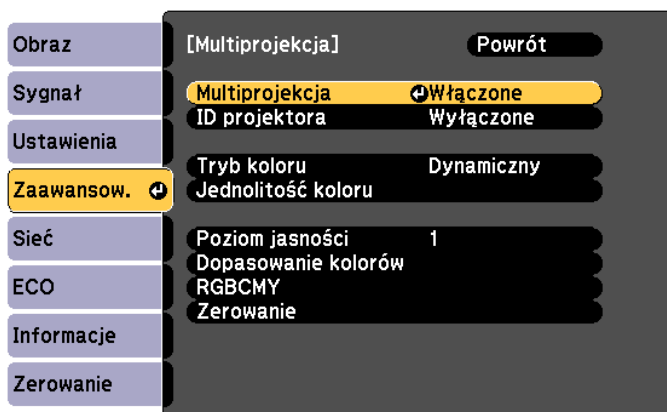 Obraz
Sygnał
Ustawienia
Zaawansow.
Sieć
ECO
Informacje
Zerowanie
[Multiprojekcja] Powrót
Multiprojekcja Włączone
ID projektora Wyłączone
Tryb koloru Dynamiczny
Jednolitość koloru
Poziom jasności 1
Dopasowanie kolorów
RGBCMY
Zerowanie